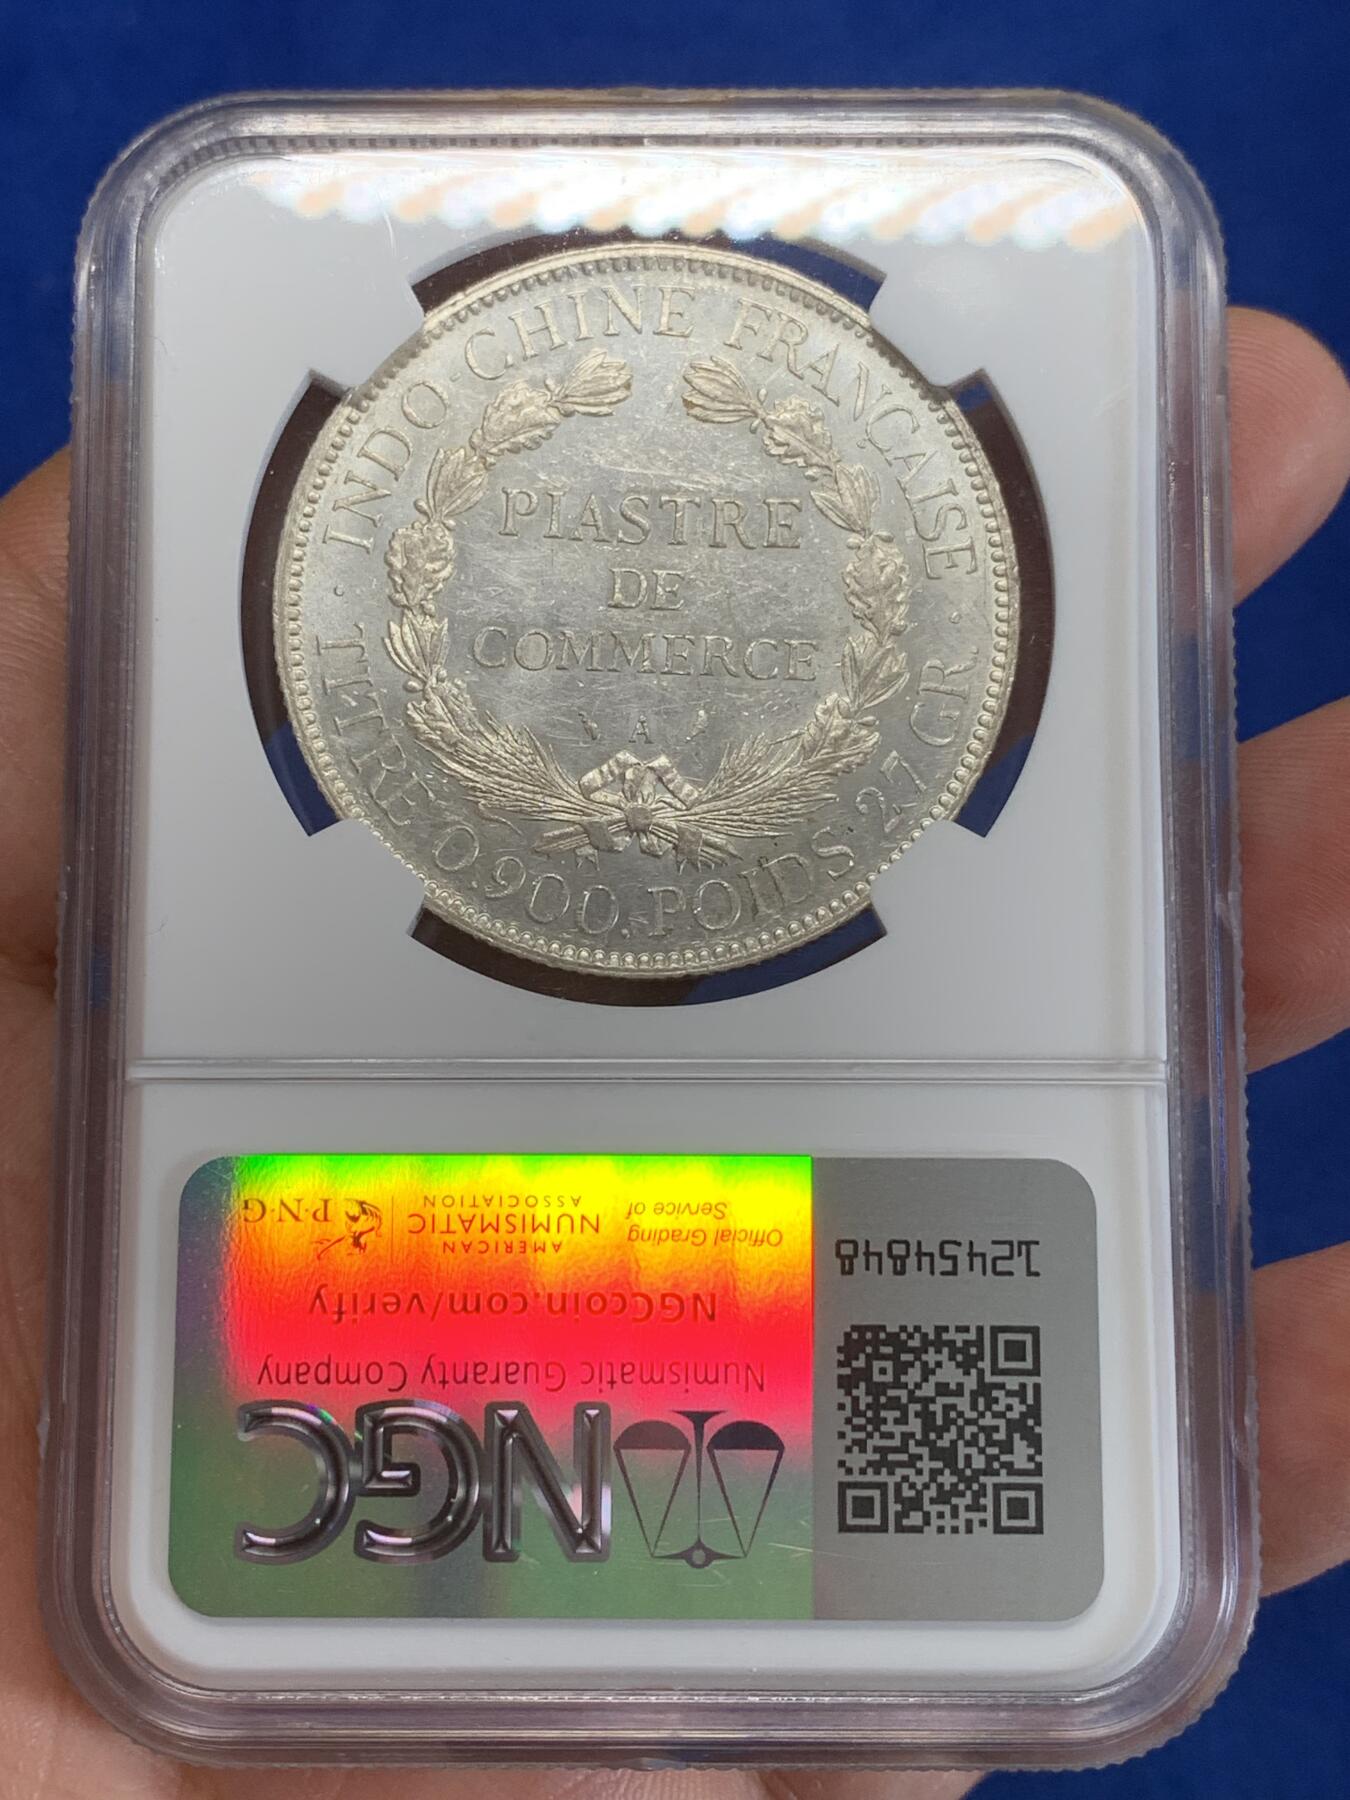 INDO-CHINE FRANÇAISE
PIASTRE
DE
COMMERCE
A
· TITRE 0.900. POIDS 27 GR. ·
NGC
Numismatic Guaranty Company
NGCcoin.com/verify
Official Grading
Service of
AMERICAN
NUMISMATIC
ASSOCIATION
P·N·G
12454848